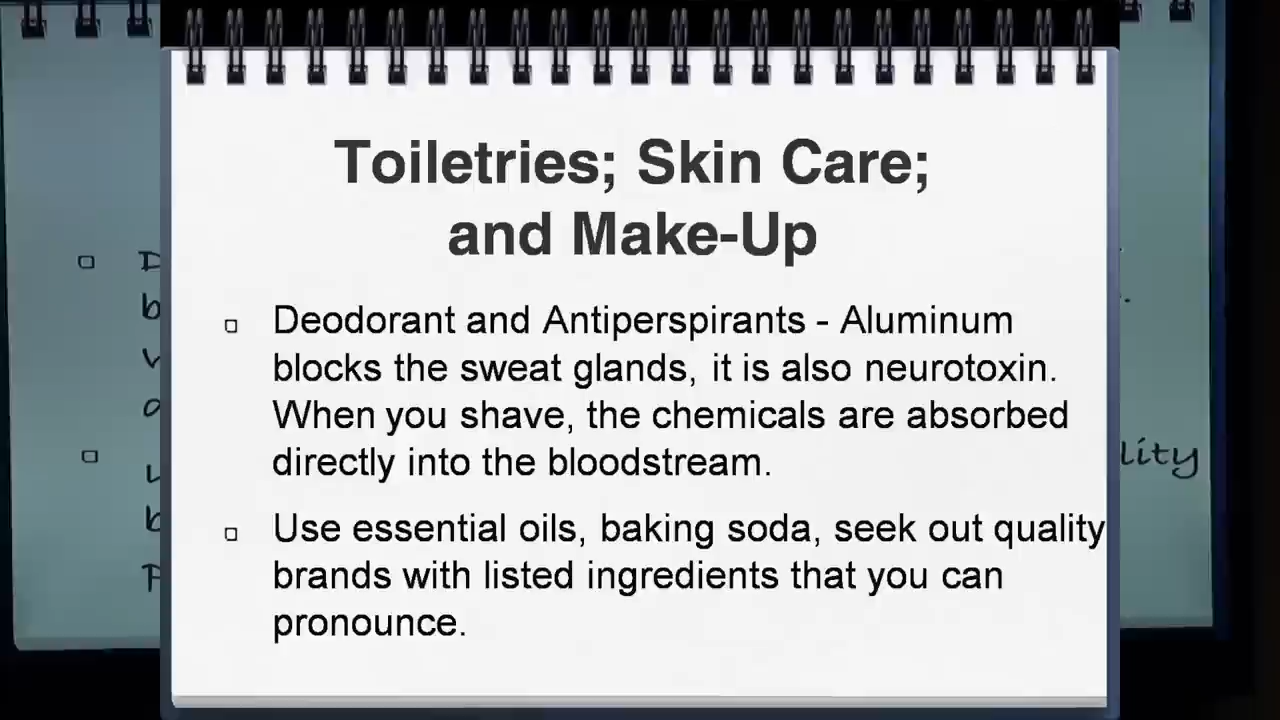 Toiletries; Skin Care;
and Make-Up
Deodorant and Antiperspirants - Aluminum
blocks the sweat glands, it is also neurotoxin.
When you shave, the chemicals are absorbed
directly into the bloodstream.
Use essential oils, baking soda, seek out quality
brands with listed ingredients that you can
pronounce.